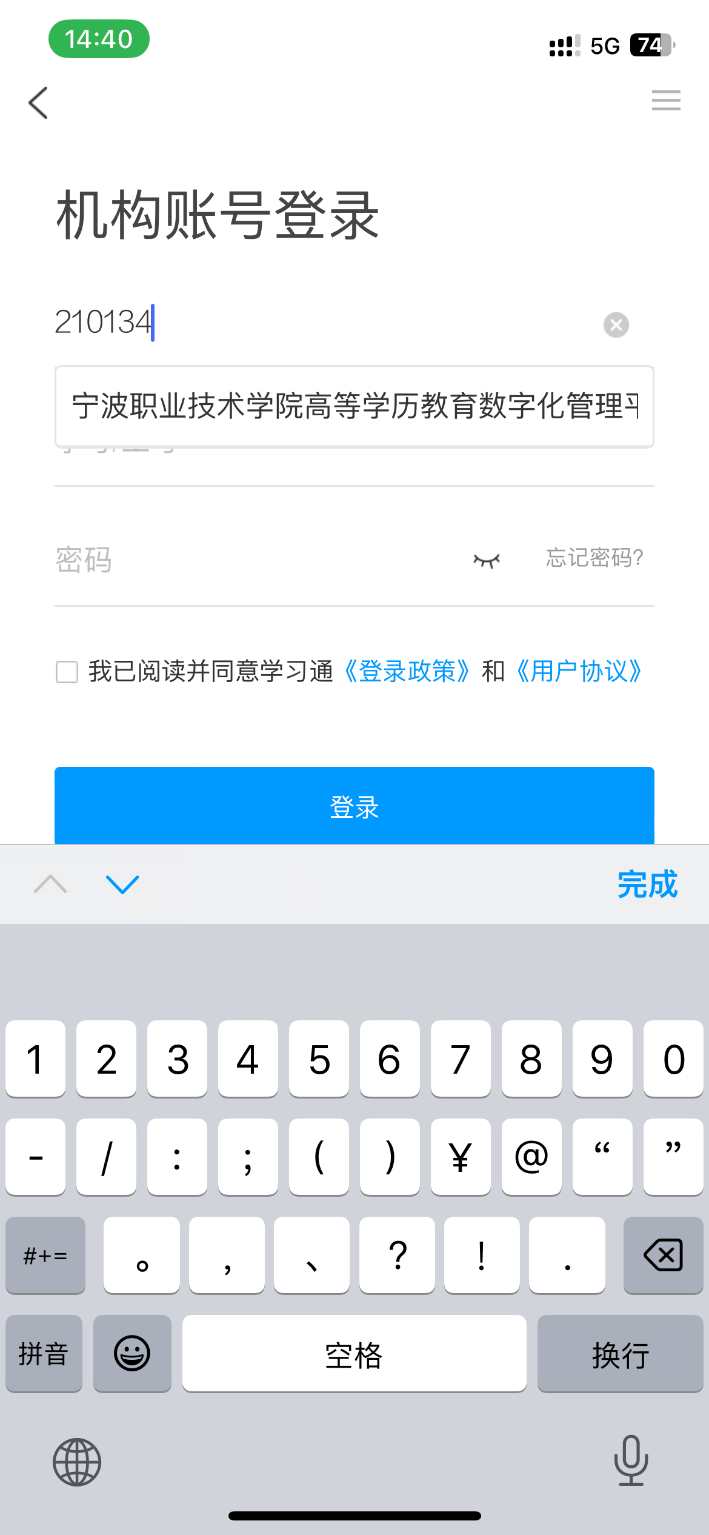 14:40
5G 74
机构账号登录
210134
宁波职业技术学院高等学历教育数字化管理
密码
忘记密码?
我已阅读并同意学习通《登录政策》和《用户协议》
登录
完成
1 2 3 4 5 6 7 8 9 0
- / : ; ( ) ¥ @ “ ”
#+= 。 , 、 ? ! .
拼音 空格 换行